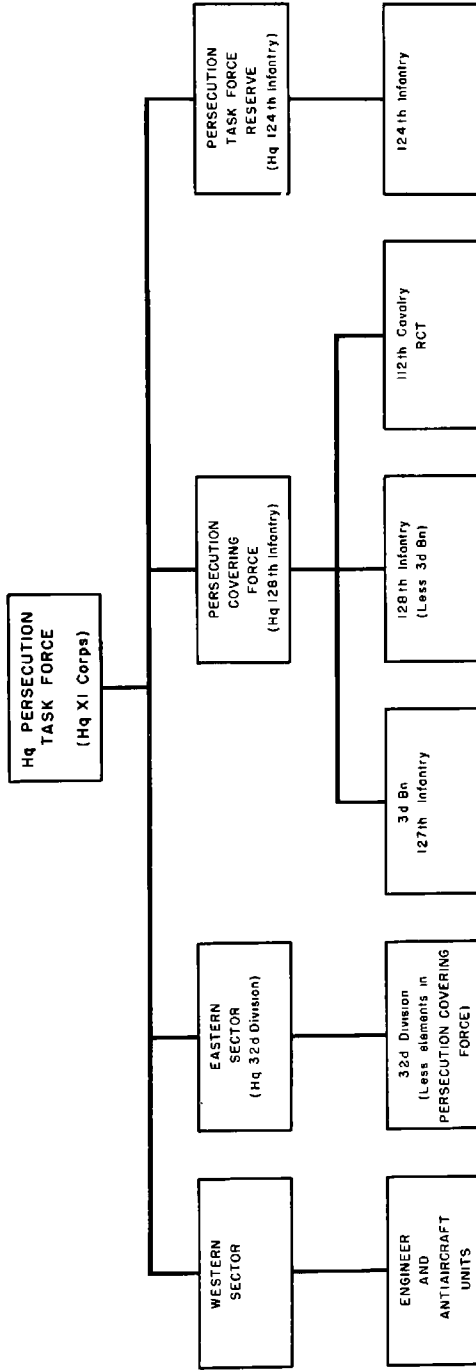 Hq PERSECUTION
TASK FORCE
(Hq XI Corps)
WESTERN
SECTOR
EASTERN
SECTOR
(Hq 32d Division)
PERSECUTION
COVERING
FORCE
(Hq 128th Infantry)
PERSECUTION
TASK FORCE
RESERVE
(Hq 124th Infantry)
ENGINEER
AND
ANTIAIRCRAFT
UNITS
32d Division
(Less elements in
PERSECUTION COVERING
FORCE)
3d Bn
127th Infantry
128th Infantry
(Less 3d Bn)
112th Cavalry
RCT
124th Infantry